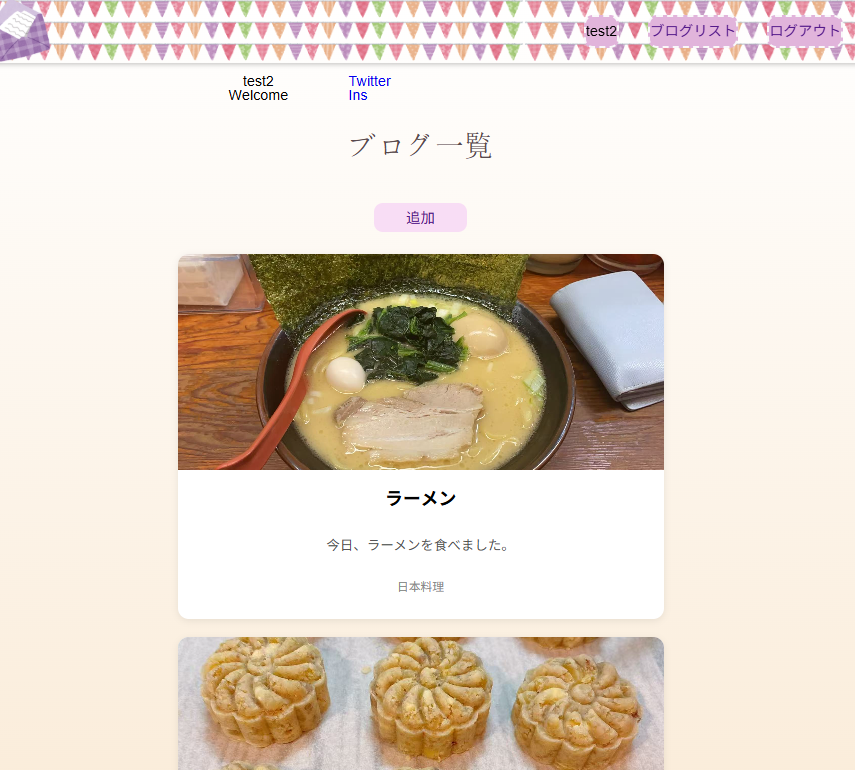 test2 ブログリスト ログアウト
test2 Twitter
Welcome Ins
ブログ一覧
追加
ラーメン
今日、ラーメンを食べました。
日本料理